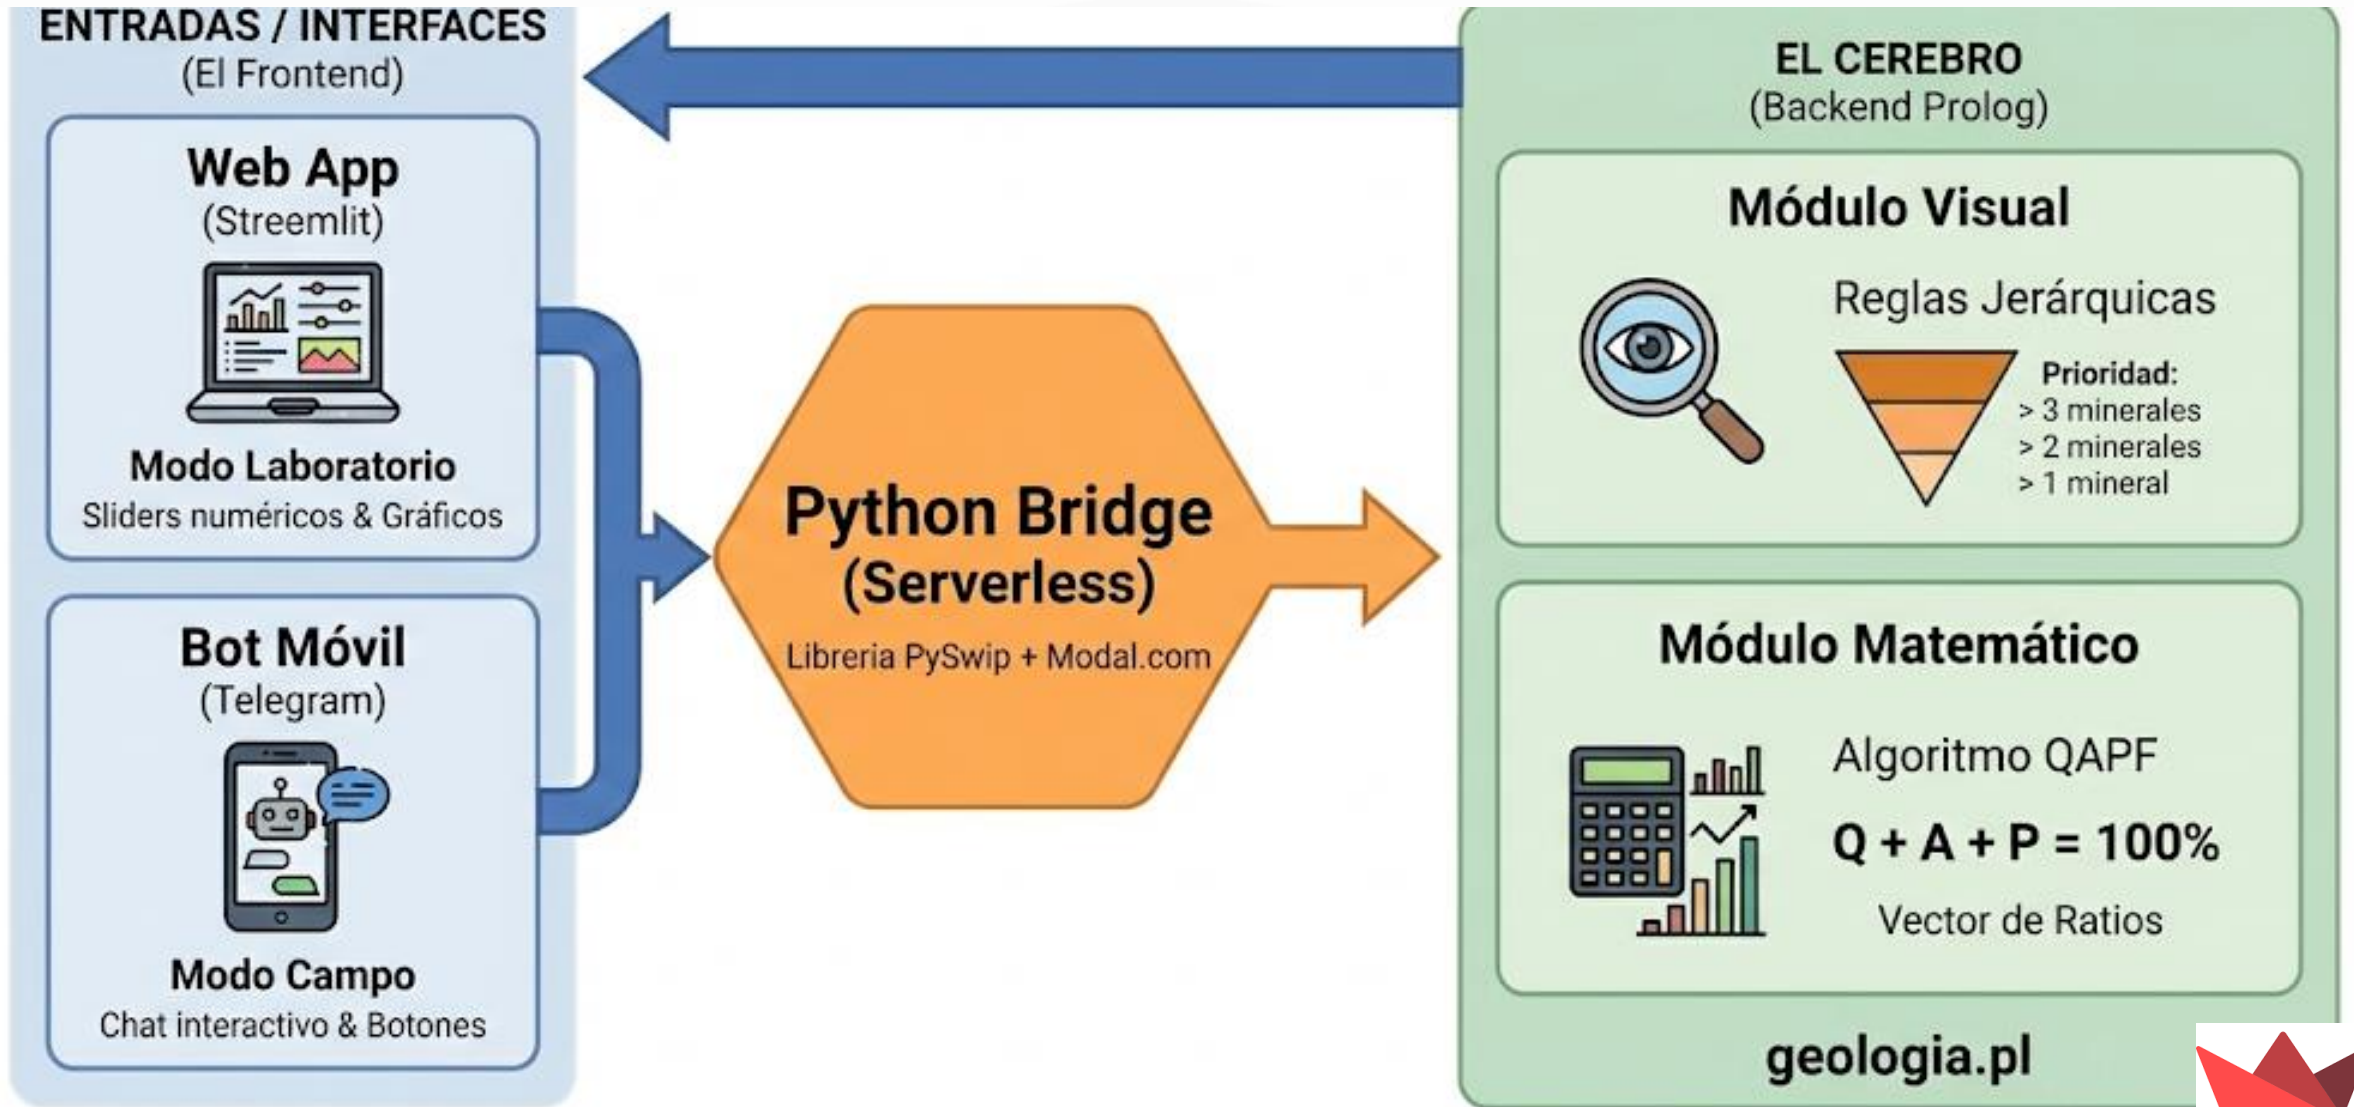 ENTRADAS / INTERFACES
(El Frontend)
Web App
(Streemlit)
Modo Laboratorio
Sliders numéricos & Gráficos
Bot Móvil
(Telegram)
Modo Campo
Chat interactivo & Botones
Python Bridge
(Serverless)
Libreria PySwip + Modal.com
EL CEREBRO
(Backend Prolog)
Módulo Visual
Reglas Jerárquicas
Prioridad:
> 3 minerales
> 2 minerales
> 1 mineral
Módulo Matemático
Algoritmo QAPF
Q + A + P = 100%
Vector de Ratios
geologia.pl